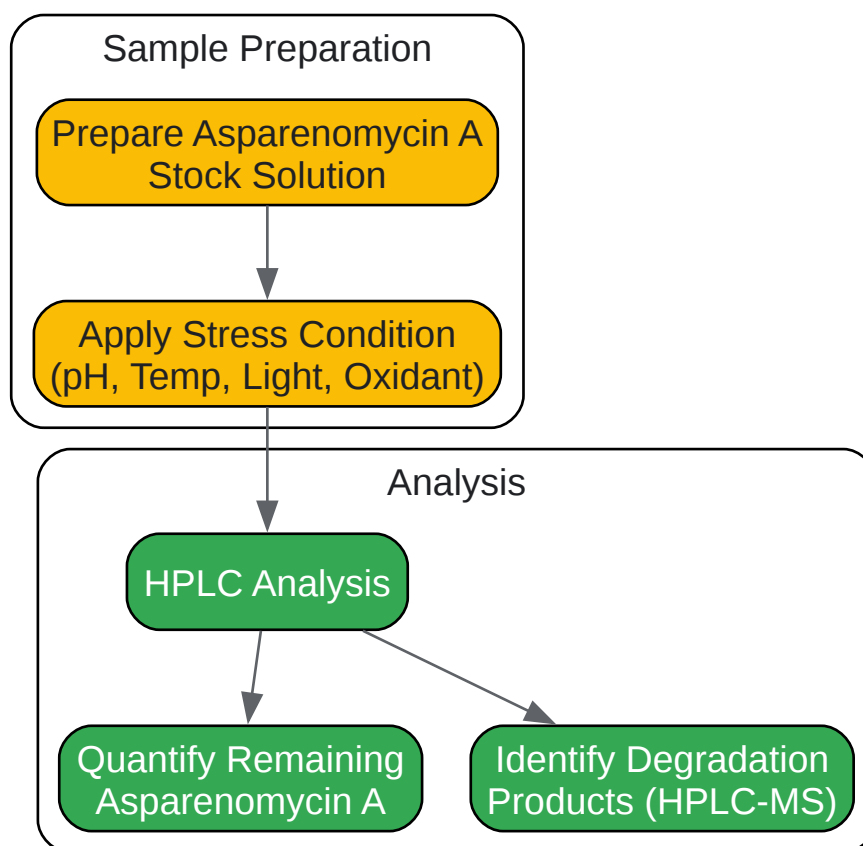 Sample Preparation
Prepare Asparenomycin A
Stock Solution
Apply Stress Condition
(pH, Temp, Light, Oxidant)
Analysis
HPLC Analysis
Quantify Remaining
Asparenomycin A
Identify Degradation
Products (HPLC-MS)